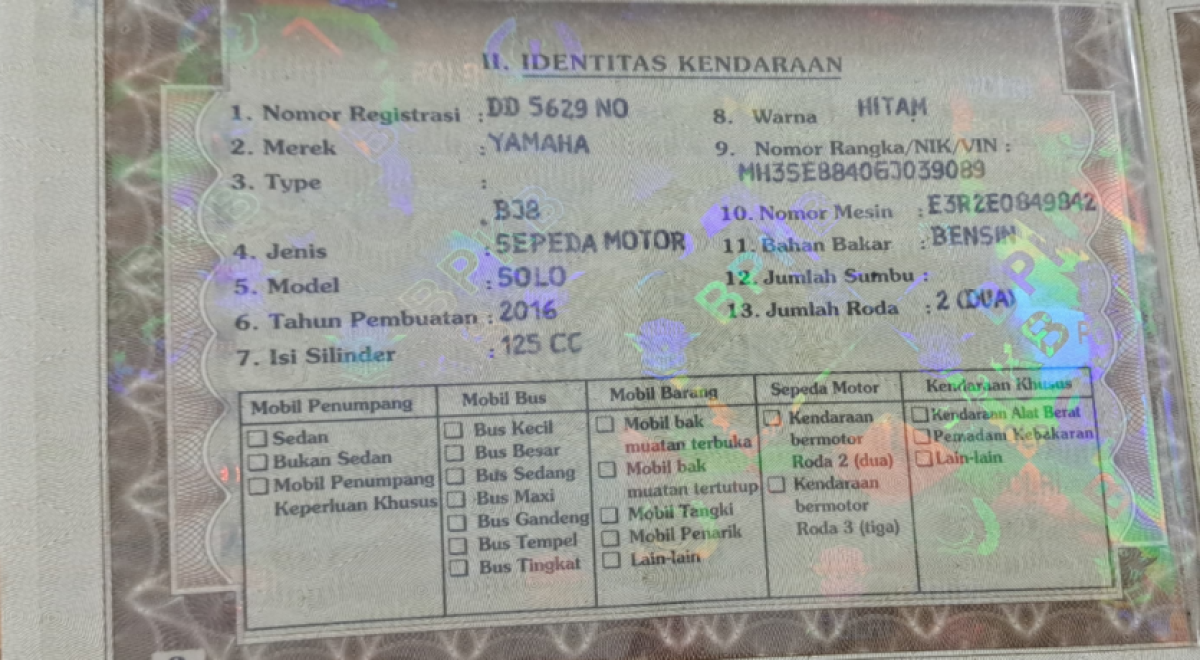 II. IDENTITAS KENDARAAN
1. Nomor Registrasi : DD 5629 NO
2. Merek : YAMAHA
3. Type :
. BJ8
4. Jenis : SEPEDA MOTOR
5. Model : SOLO
6. Tahun Pembuatan : 2016
7. Isi Silinder : 125 CC
8. Warna HITAM
9. Nomor Rangka/NIK/VIN :
MH3SE8840GJ039089
10. Nomor Mesin : E3R2E0849842
11. Bahan Bakar : BENSIN
12. Jumlah Sumbu :
13. Jumlah Roda : 2 (DUA)
Mobil Penumpang
Sedan
Bukan Sedan
Mobil Penumpang
Keperluan Khusus
Mobil Bus
Bus Kecil
Bus Besar
Bus Sedang
Bus Maxi
Bus Gandeng
Bus Tempel
Bus Tingkat
Mobil Barang
Mobil bak
muatan terbuka
Mobil bak
muatan tertutup
Mobil Tangki
Mobil Penarik
Lain-lain
Sepeda Motor
Kendaraan
bermotor
Roda 2 (dua)
Kendaraan
bermotor
Roda 3 (tiga)
Kendaraan Khusus
Kendaraan Alat Berat
Pemadam Kebakaran
Lain-lain